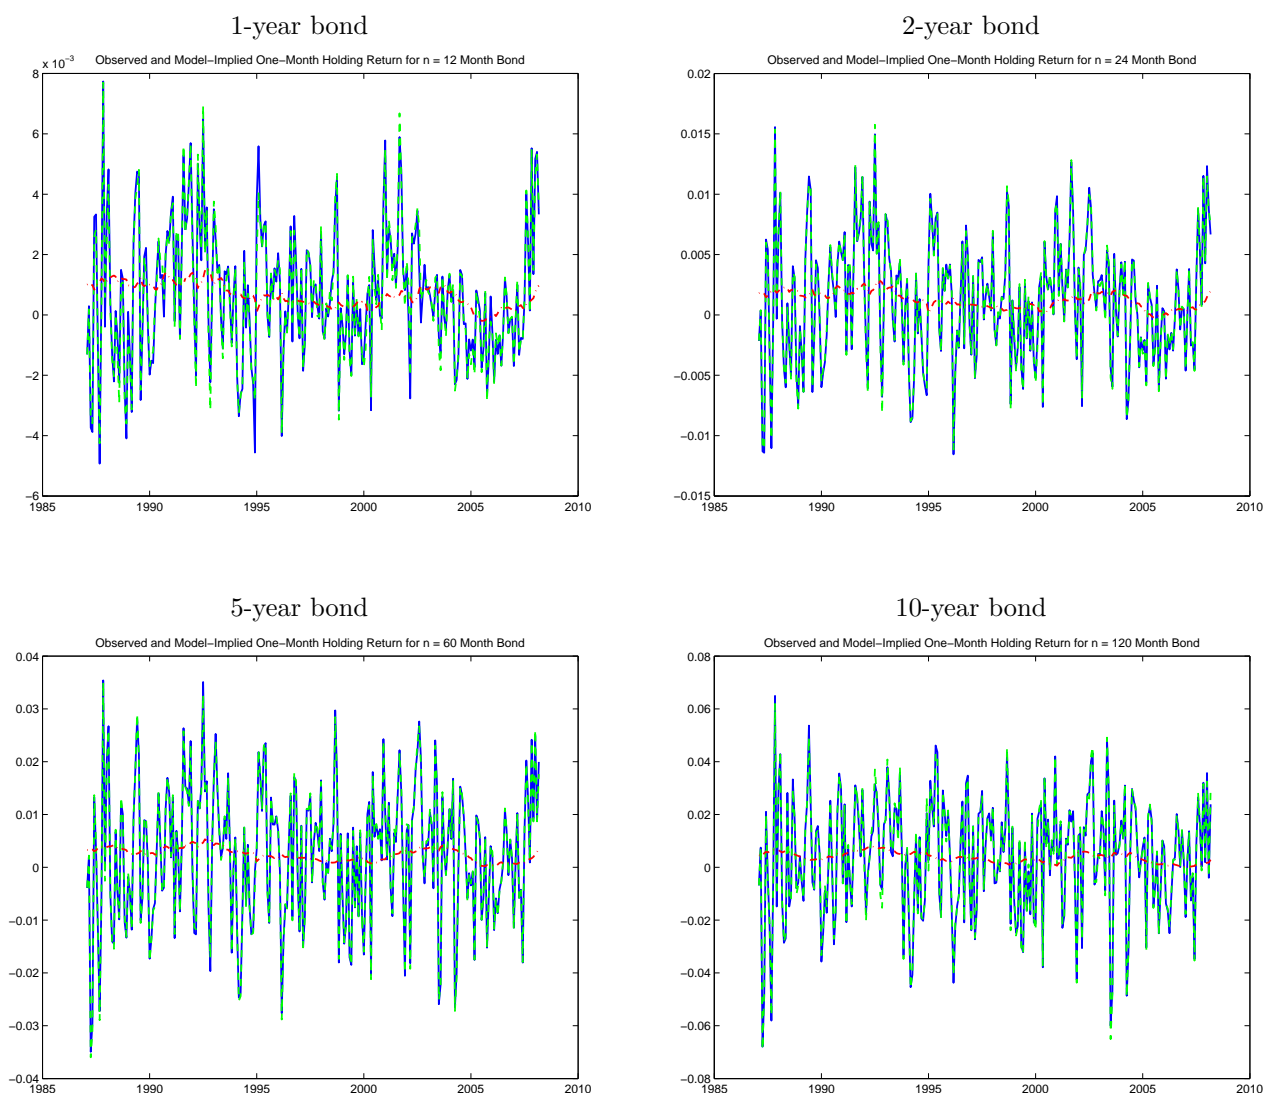 1-year bond
Observed and Model−Implied One−Month Holding Return for n = 12 Month Bond
x 10−3
8
6
4
2
0
−2
−4
−6
1985 1990 1995 2000 2005 2010
2-year bond
Observed and Model−Implied One−Month Holding Return for n = 24 Month Bond
0.02
0.015
0.01
0.005
0
−0.005
−0.01
−0.015
1985 1990 1995 2000 2005 2010
5-year bond
Observed and Model−Implied One−Month Holding Return for n = 60 Month Bond
0.04
0.03
0.02
0.01
0
−0.01
−0.02
−0.03
−0.04
1985 1990 1995 2000 2005 2010
10-year bond
Observed and Model−Implied One−Month Holding Return for n = 120 Month Bond
0.08
0.06
0.04
0.02
0
−0.02
−0.04
−0.06
−0.08
1985 1990 1995 2000 2005 2010